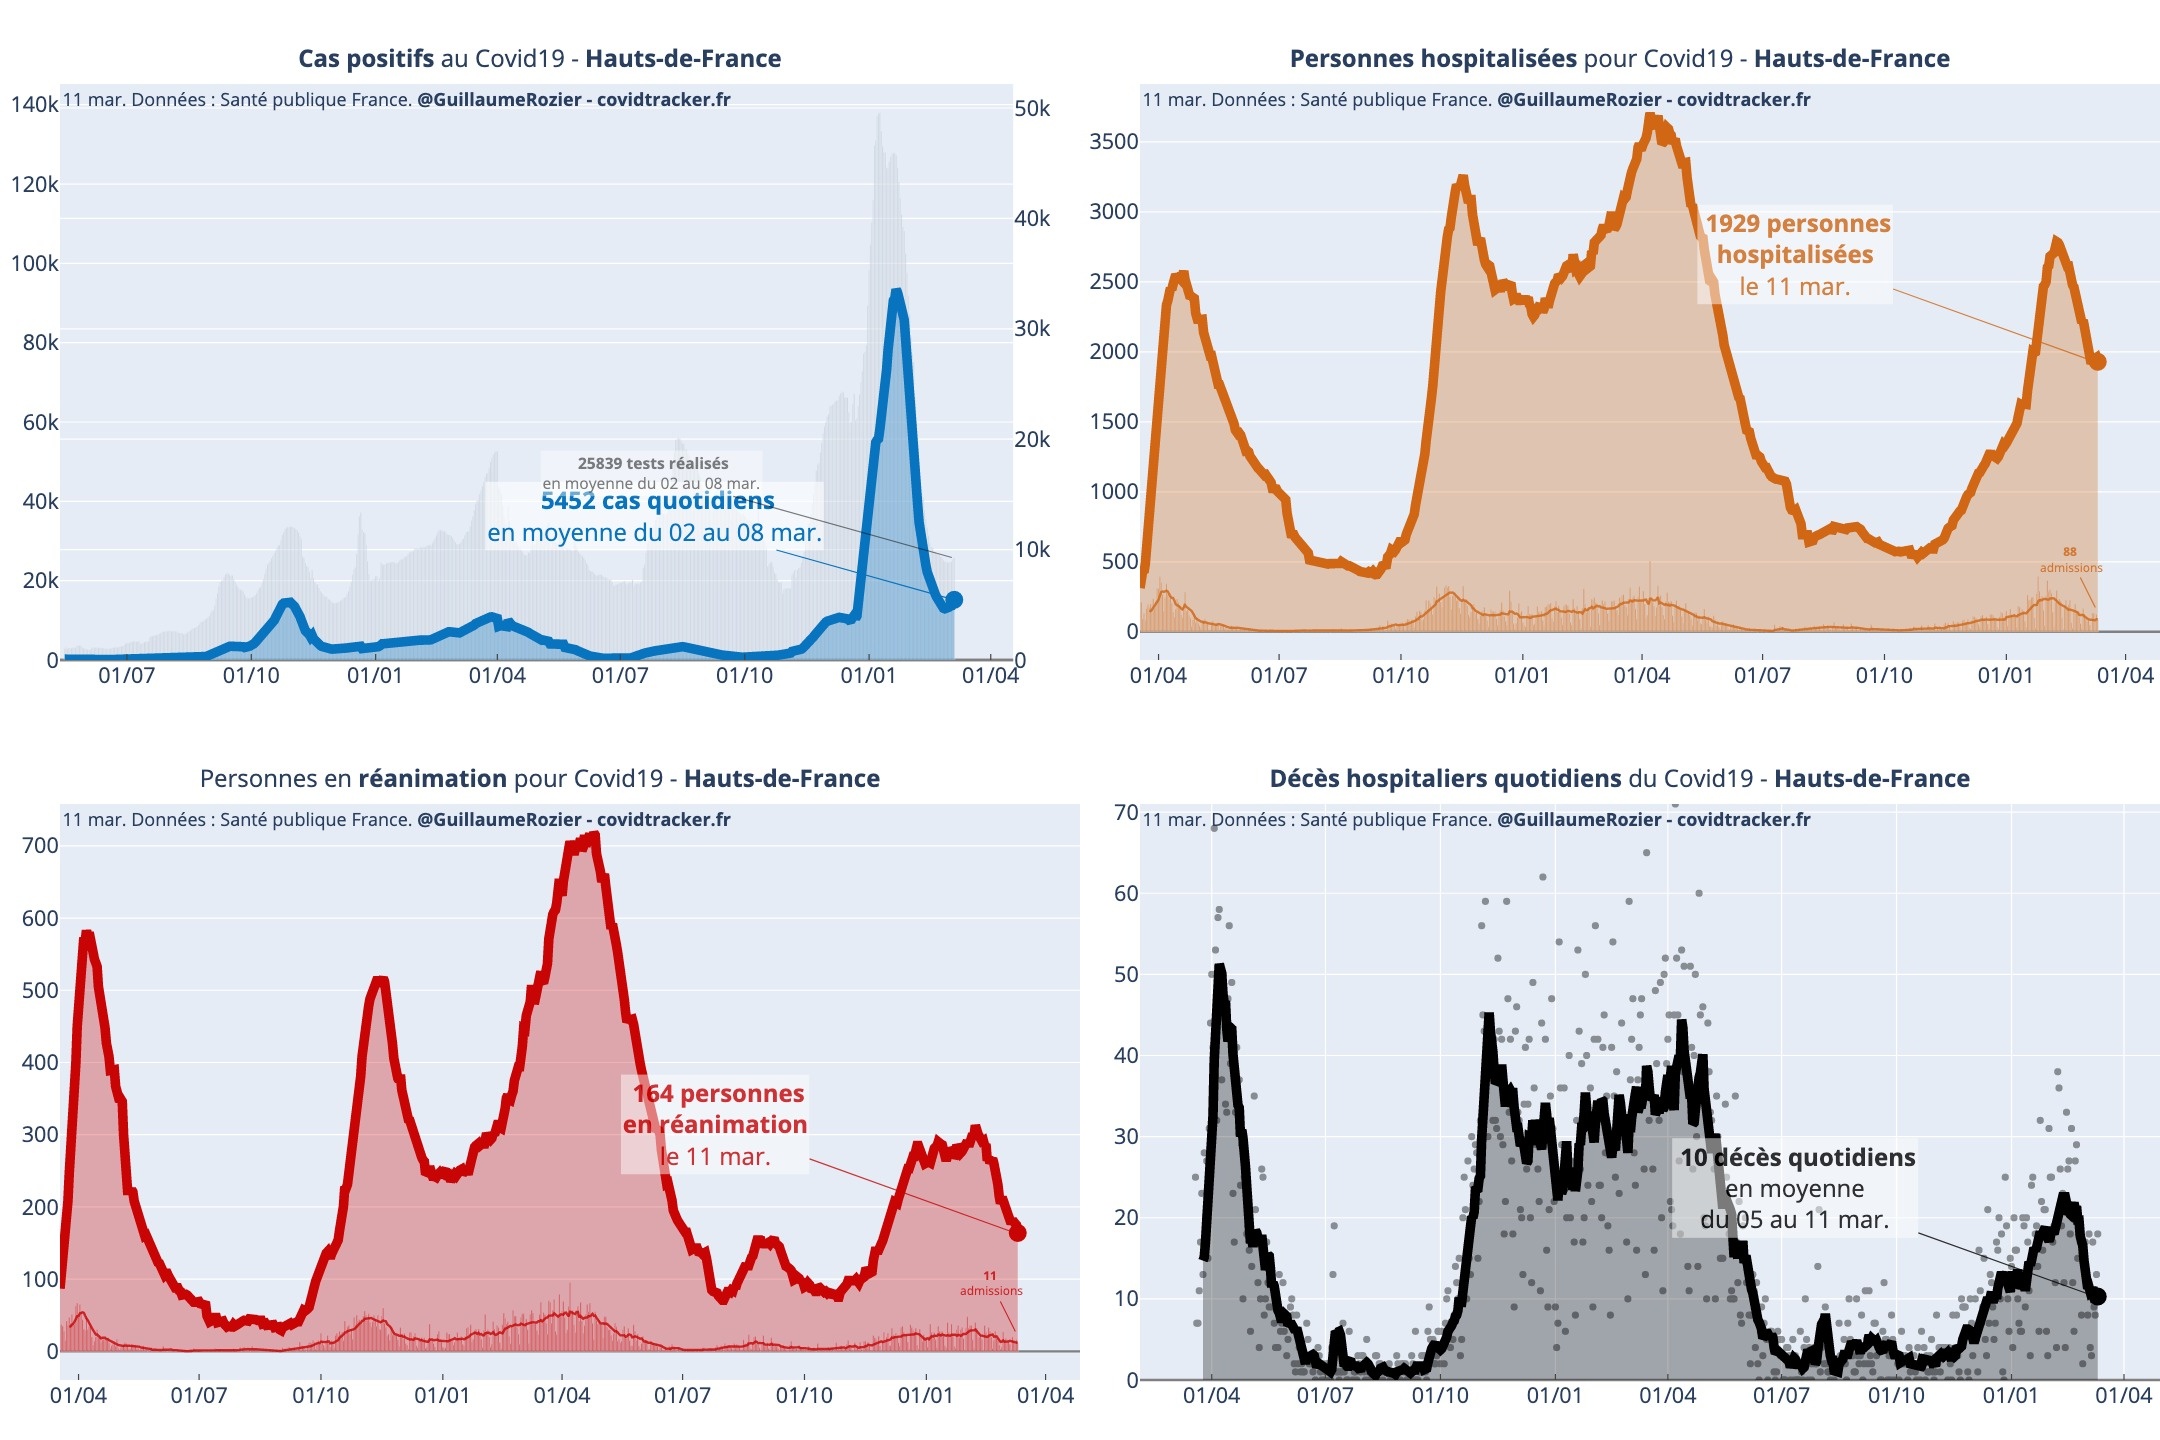 Cas positifs au Covid19 - Hauts-de-France
11 mar. Données : Santé publique France. @GuillaumeRozier - covidtracker.fr
140k
120k
100k
80k
60k
40k
20k
0
50k
40k
30k
20k
10k
0
25839 tests réalisés
en moyenne du 02 au 08 mar.
5452 cas quotidiens
en moyenne du 02 au 08 mar.
01/07 01/10 01/01 01/04 01/07 01/10 01/01 01/04
Personnes hospitalisées pour Covid19 - Hauts-de-France
11 mar. Données : Santé publique France. @GuillaumeRozier - covidtracker.fr
3500
3000
2500
2000
1500
1000
500
0
1929 personnes
hospitalisées
le 11 mar.
88
admissions
01/04 01/07 01/10 01/01 01/04 01/07 01/10 01/01 01/04
Personnes en réanimation pour Covid19 - Hauts-de-France
11 mar. Données : Santé publique France. @GuillaumeRozier - covidtracker.fr
700
600
500
400
300
200
100
0
164 personnes
en réanimation
le 11 mar.
11
admissions
01/04 01/07 01/10 01/01 01/04 01/07 01/10 01/01 01/04
Décès hospitaliers quotidiens du Covid19 - Hauts-de-France
11 mar. Données : Santé publique France. @GuillaumeRozier - covidtracker.fr
70
60
50
40
30
20
10
0
10 décès quotidiens
en moyenne
du 05 au 11 mar.
01/04 01/07 01/10 01/01 01/04 01/07 01/10 01/01 01/04